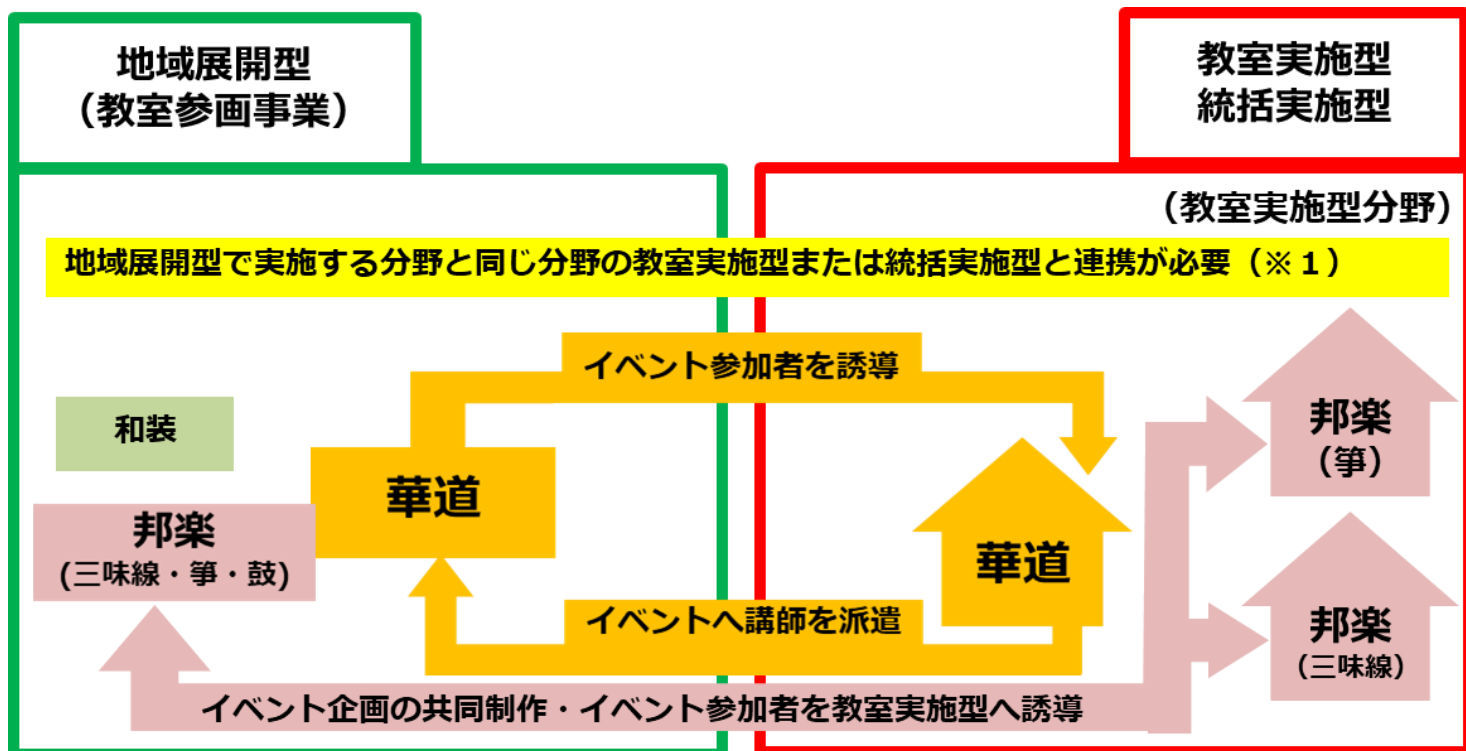 地域展開型
（教室参画事業）
教室実施型
統括実施型
（教室実施型分野）
地域展開型で実施する分野と同じ分野の教室実施型または統括実施型と連携が必要（※１）
イベント参加者を誘導
和装
華道
邦楽
(三味線・箏・鼓)
華道
邦楽
（箏）
イベントへ講師を派遣
邦楽
（三味線）
イベント企画の共同制作・イベント参加者を教室実施型へ誘導